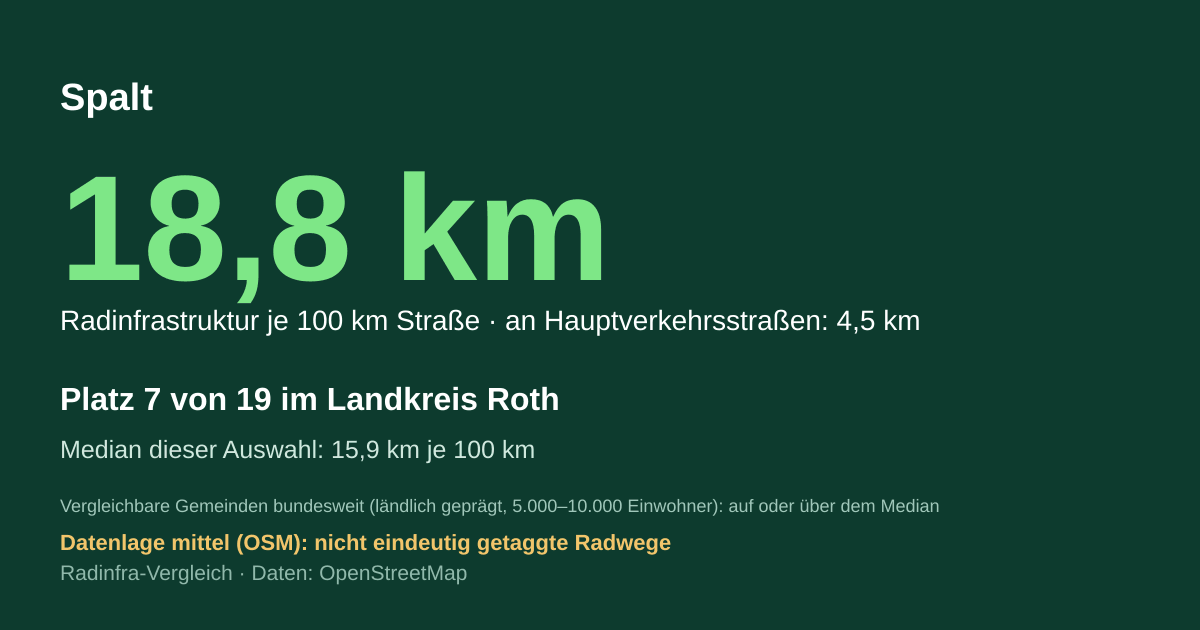 Spalt
18,8 km
Radinfrastruktur je 100 km Straße · an Hauptverkehrsstraßen: 4,5 km
Platz 7 von 19 im Landkreis Roth
Median dieser Auswahl: 15,9 km je 100 km
Vergleichbare Gemeinden bundesweit (ländlich geprägt, 5.000–10.000 Einwohner): auf oder über dem Median
Datenlage mittel (OSM): nicht eindeutig getaggte Radwege
Radinfra-Vergleich · Daten: OpenStreetMap